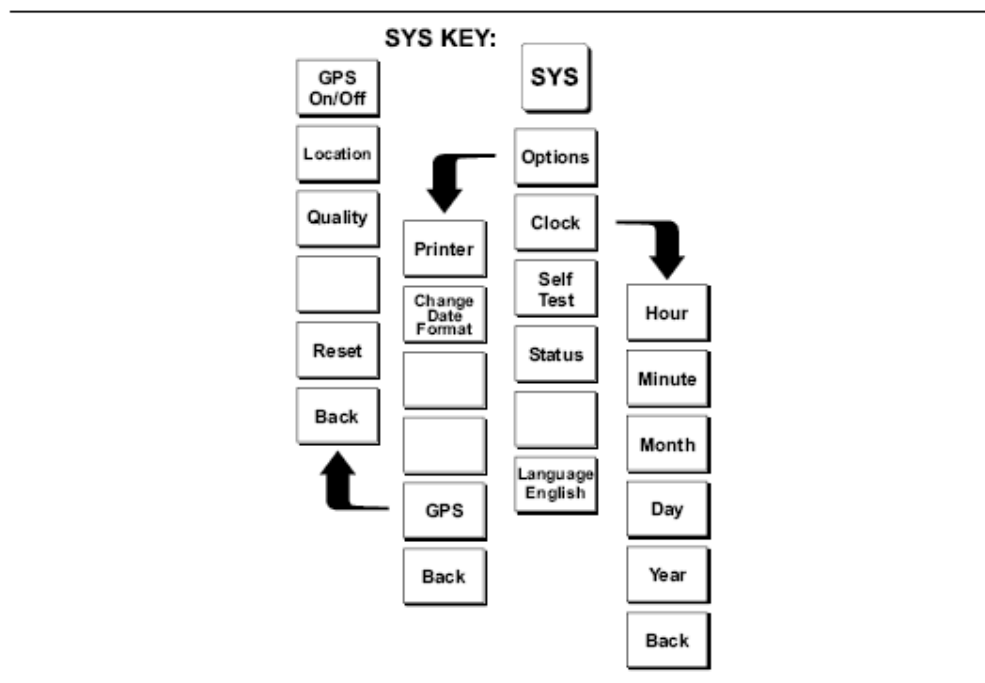 SYS KEY:
SYS
Options
Clock
Self
Test
Status
Language
English
Printer
Change
Date
Format
GPS
Back
GPS
On/Off
Location
Quality
Reset
Back
Hour
Minute
Month
Day
Year
Back